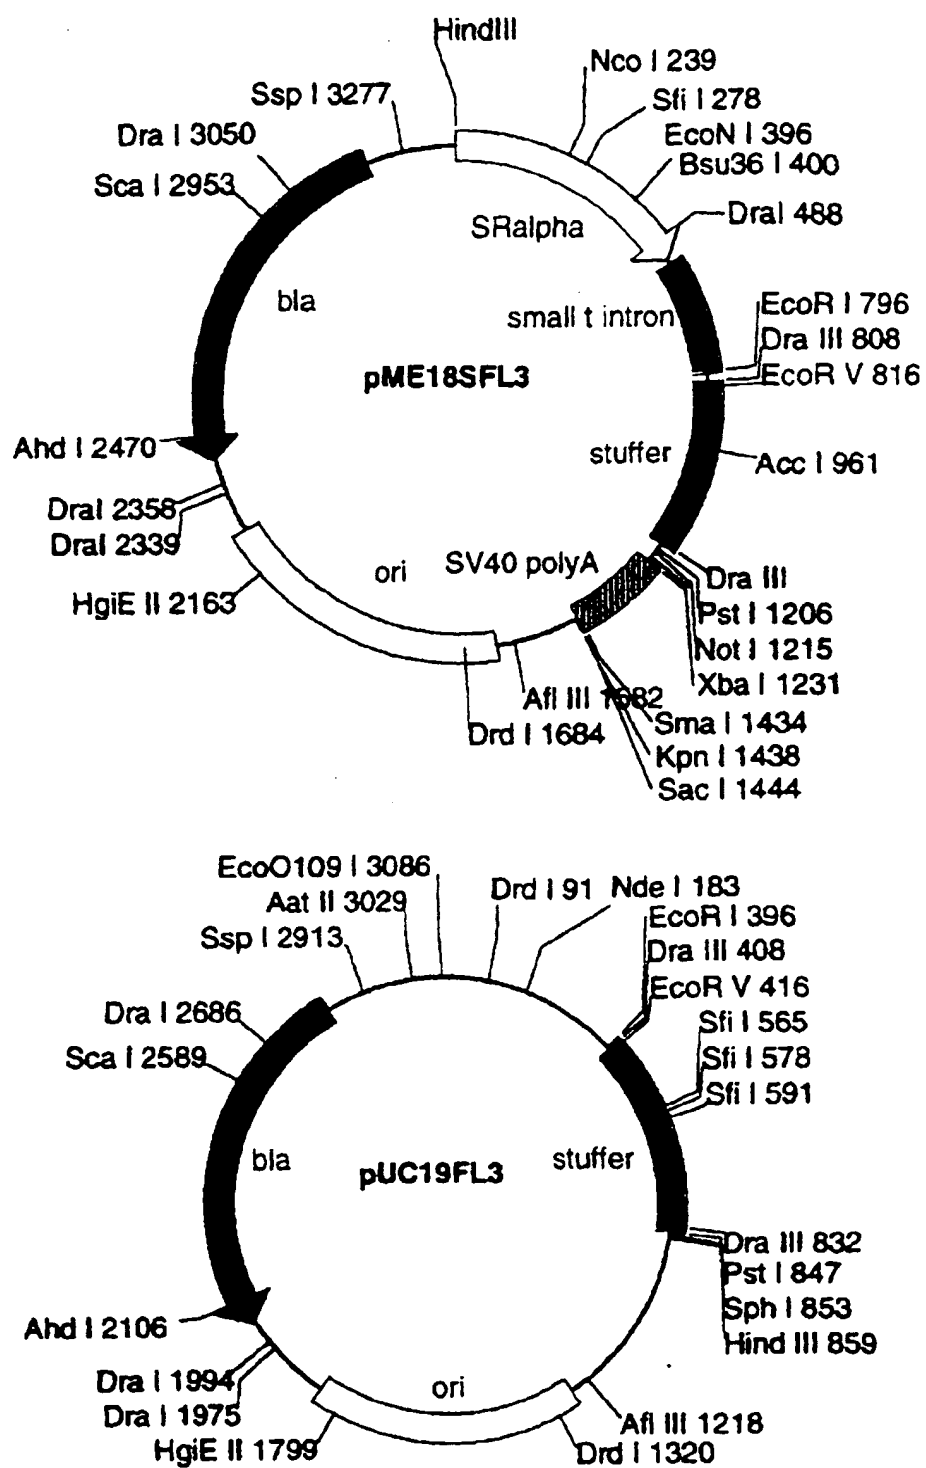 HindIII
Nco I 239
Ssp I 3277
Sfi I 278
Dra I 3050
EcoN I 396
Bsu36 I 400
Sca I 2953
DraI 488
SRalpha
bla
small t intron
EcoR I 796
Dra III 808
pME18SFL3
EcoR V 816
Ahd I 2470
stuffer
Acc I 961
DraI 2358
DraI 2339
ori
SV40 polyA
Dra III
HgiE II 2163
Pst I 1206
Not I 1215
Xba I 1231
Afl III 1682
Sma I 1434
Drd I 1684
Kpn I 1438
Sac I 1444
EcoO109 I 3086
Drd I 91
Nde I 183
Aat II 3029
EcoR I 396
Ssp I 2913
Dra III 408
EcoR V 416
Dra I 2686
Sfi I 565
Sca I 2589
Sfi I 578
Sfi I 591
bla
pUC19FL3
stuffer
Dra III 832
Pst I 847
Sph I 853
Ahd I 2106
Hind III 859
Dra I 1994
ori
Dra I 1975
Afl III 1218
HgiE II 1799
Drd I 1320